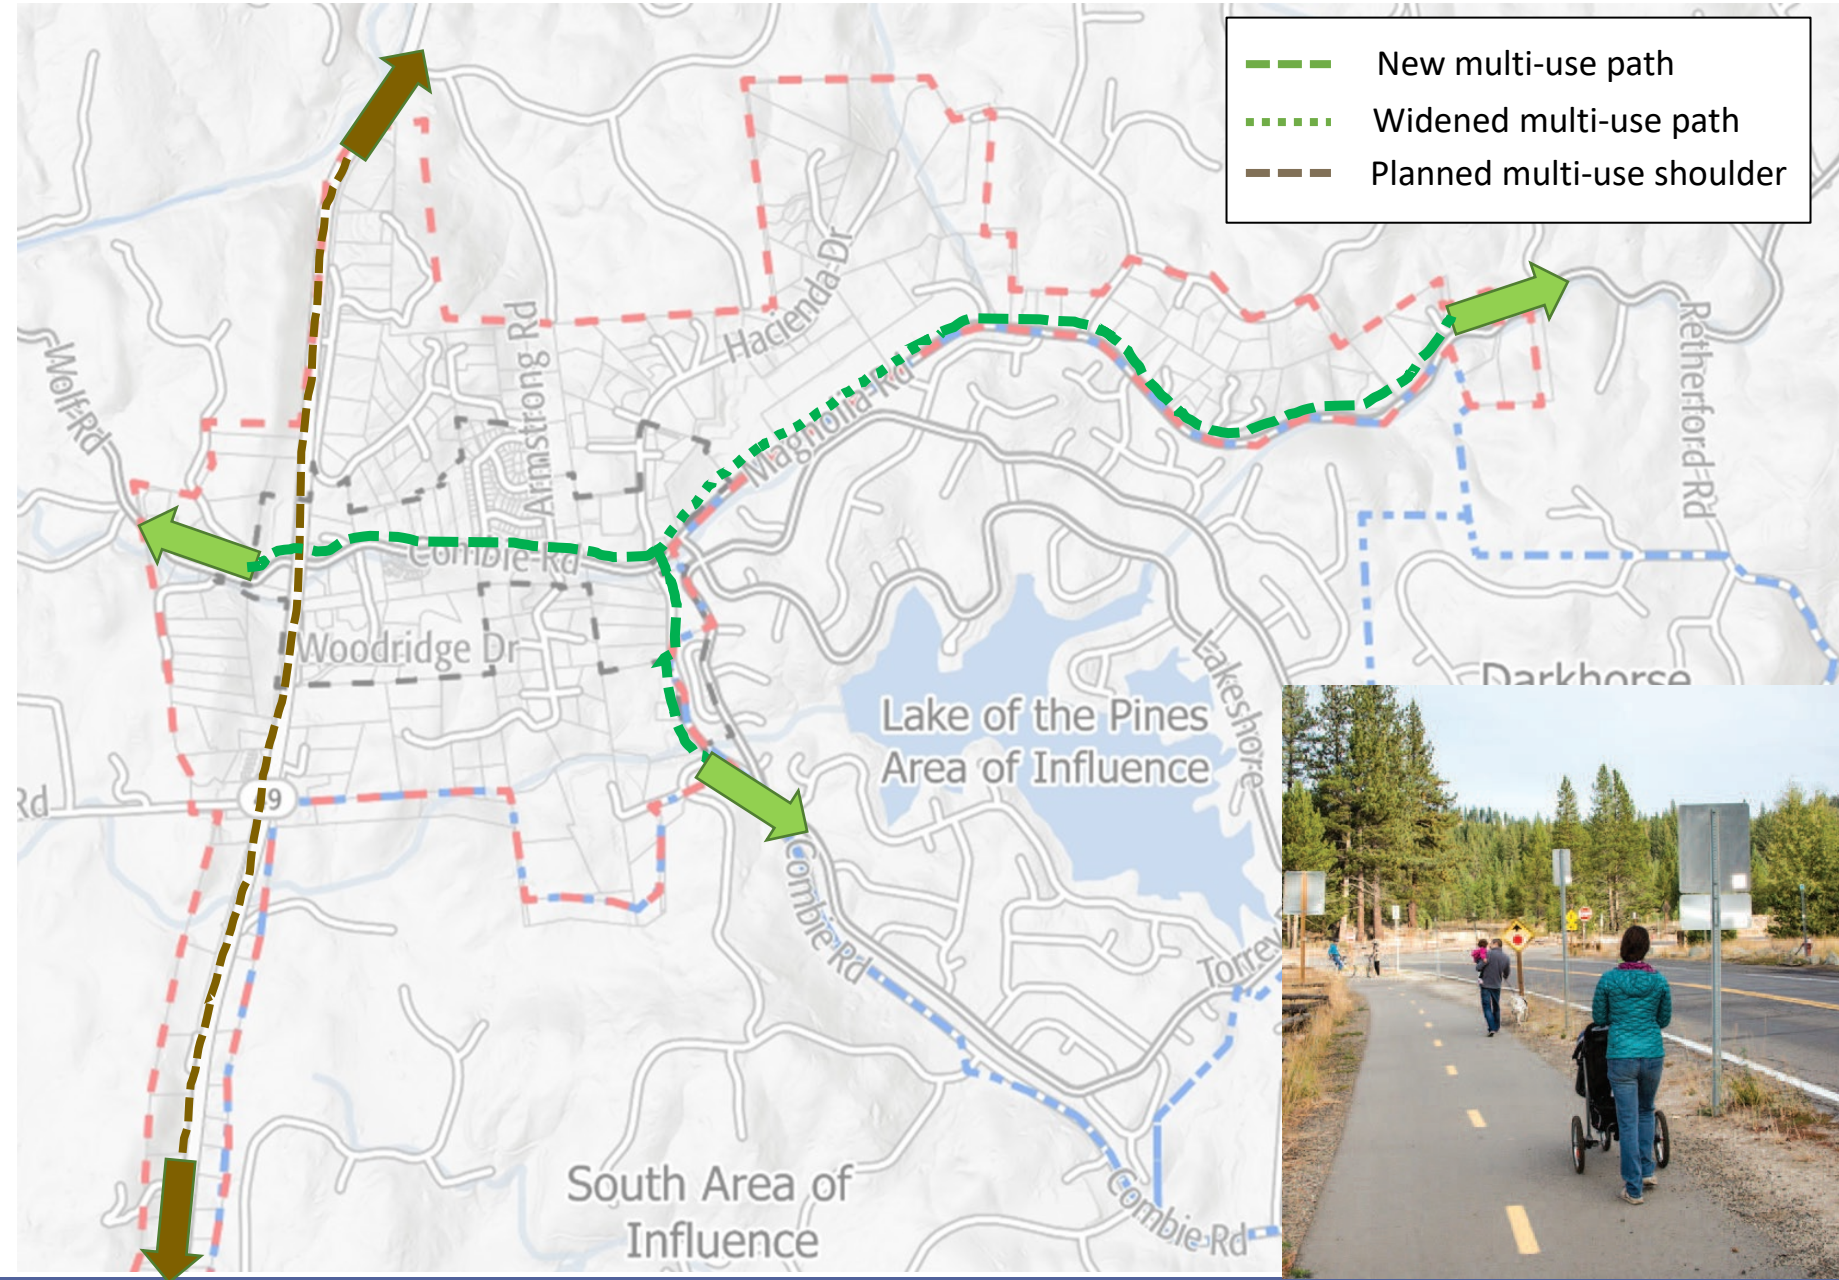 New multi-use path
Widened multi-use path
Planned multi-use shoulder
Hacienda-Dr
Retherford-Rd
Armstrong Rd
Wolf-Rd
Magnolia-Rd
Combie-Rd
Woodridge Dr
Lakeshore
Darkhorse
Lake of the Pines
Area of Influence
Rd
49
Combie Rd
Torrey
South Area of
Influence
Combie Rd